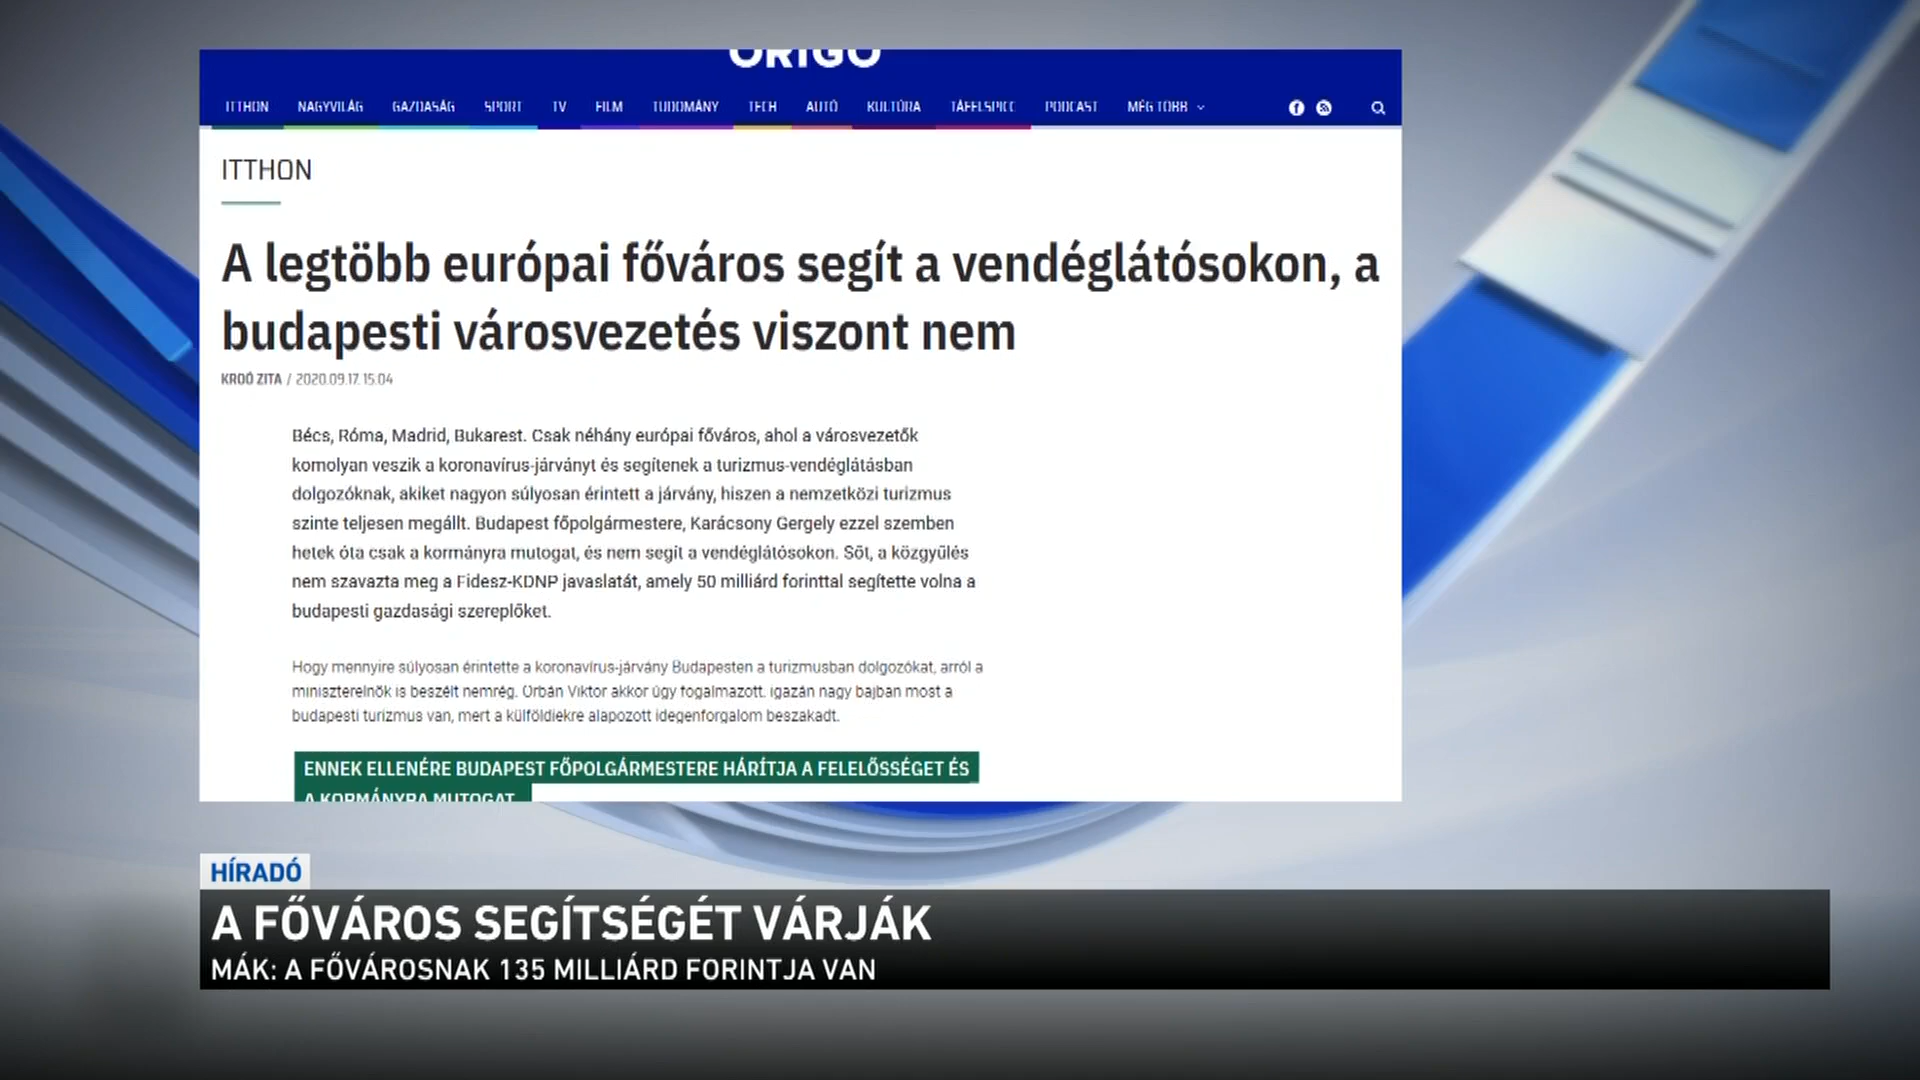 ORIGO
ITTHON NAGYVILÁG GAZDASÁG SPORT TV FILM TUDOMÁNY TECH AUTÓ KULTÚRA TÁFELSPICC PODCAST MÉG TÖBB
ITTHON
A legtöbb európai főváros segít a vendéglátósokon, a
budapesti városvezetés viszont nem
KROÓ ZITA / 2020.09.17. 15:04
Bécs, Róma, Madrid, Bukarest. Csak néhány európai főváros, ahol a városvezetők
komolyan veszik a koronavírus-járványt és segítenek a turizmus-vendéglátásban
dolgozóknak, akiket nagyon súlyosan érintett a járvány, hiszen a nemzetközi turizmus
szinte teljesen megállt. Budapest főpolgármestere, Karácsony Gergely ezzel szemben
hetek óta csak a kormányra mutogat, és nem segít a vendéglátósokon. Sőt, a közgyűlés
nem szavazta meg a Fidesz-KDNP javaslatát, amely 50 milliárd forinttal segítette volna a
budapesti gazdasági szereplőket.
Hogy mennyire súlyosan érintette a koronavírus-járvány Budapesten a turizmusban dolgozókat, arról a
miniszterelnök is beszélt nemrég. Orbán Viktor akkor úgy fogalmazott: igazán nagy bajban most a
budapesti turizmus van, mert a külföldiekre alapozott idegenforgalom beszakadt.
ENNEK ELLENÉRE BUDAPEST FŐPOLGÁRMESTERE HÁRÍTJA A FELELŐSSÉGET ÉS
A KORMÁNYRA MUTOGAT.
HÍRADÓ
A FŐVÁROS SEGÍTSÉGÉT VÁRJÁK
MÁK: A FŐVÁROSNAK 135 MILLIÁRD FORINTJA VAN